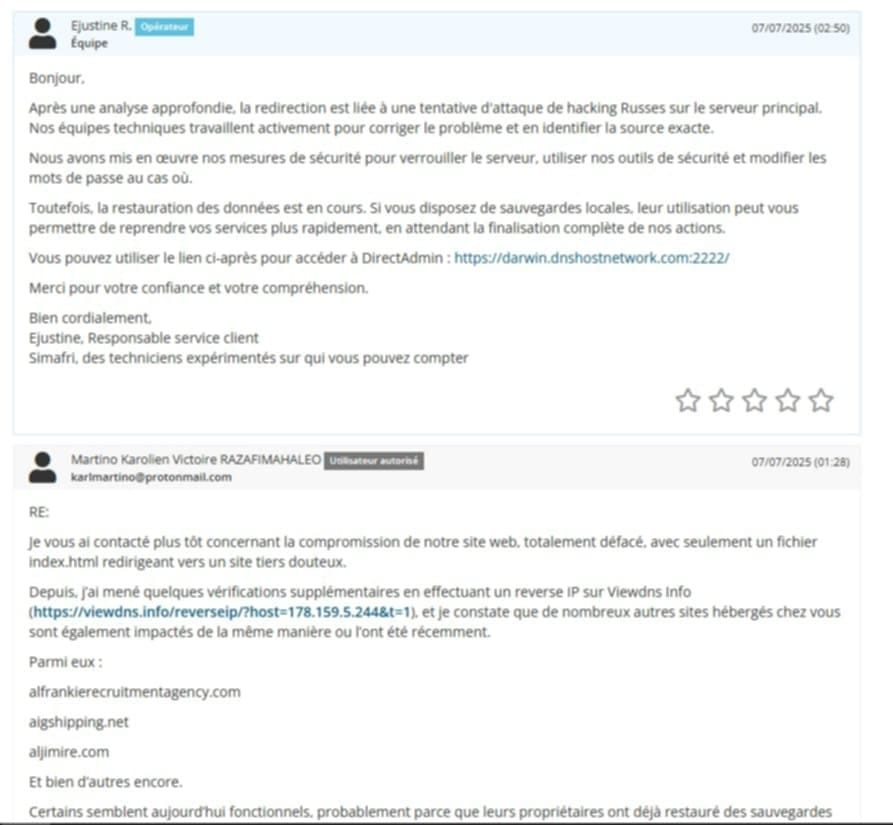 Ejustine R. Opérateur 07/07/2025 (02:50)
Équipe
Bonjour,
Après une analyse approfondie, la redirection est liée à une tentative d'attaque de hacking Russes sur le serveur principal.
Nos équipes techniques travaillent activement pour corriger le problème et en identifier la source exacte.
Nous avons mis en œuvre nos mesures de sécurité pour verrouiller le serveur, utiliser nos outils de sécurité et modifier les
mots de passe au cas où.
Toutefois, la restauration des données est en cours. Si vous disposez de sauvegardes locales, leur utilisation peut vous
permettre de reprendre vos services plus rapidement, en attendant la finalisation complète de nos actions.
Vous pouvez utiliser le lien ci-après pour accéder à DirectAdmin : https://darwin.dnshostnetwork.com:2222/
Merci pour votre confiance et votre compréhension.
Bien cordialement,
Ejustine, Responsable service client
Simafri, des techniciens expérimentés sur qui vous pouvez compter
Martino Karolien Victoire RAZAFIMAHALEO Utilisateur autorisé 07/07/2025 (01:28)
karlmartino@protonmail.com
RE:
Je vous ai contacté plus tôt concernant la compromission de notre site web, totalement défacé, avec seulement un fichier
index.html redirigeant vers un site tiers douteux.
Depuis, j'ai mené quelques vérifications supplémentaires en effectuant un reverse IP sur Viewdns Info
(https://viewdns.info/reverseip/?host=178.159.5.244&t=1), et je constate que de nombreux autres sites hébergés chez vous
sont également impactés de la même manière ou l'ont été récemment.
Parmi eux :
alfrankierecruitmentagency.com
aigshipping.net
aljimire.com
Et bien d'autres encore.
Certains semblent aujourd'hui fonctionnels, probablement parce que leurs propriétaires ont déjà restauré des sauvegardes